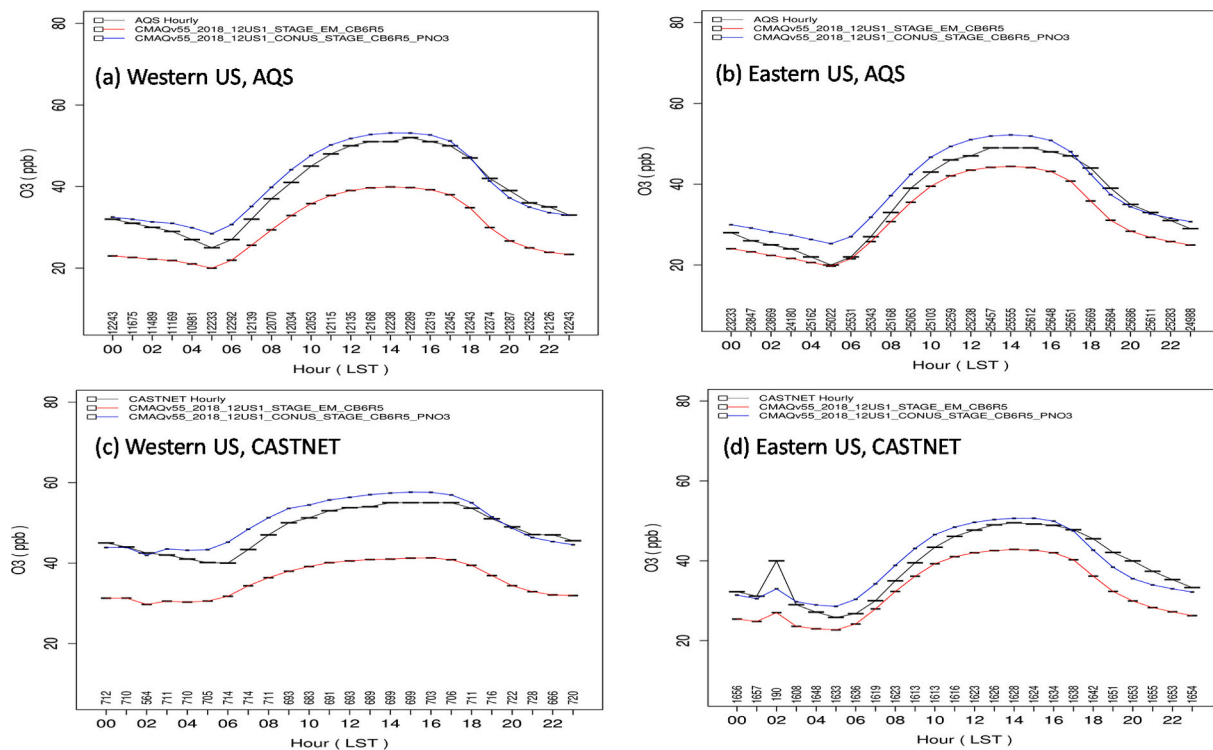 AQS Hourly
CMAQv55_2018_12US1_STAGE_EM_CB6R5
CMAQv55_2018_12US1_CONUS_STAGE_CB6R5_PNO3
(a) Western US, AQS
O3 ( ppb )
80
60
40
20
12243 11675 11489 11169 10981 12233 12292 12139 12070 12034 12053 12115 12135 12168 12238 12289 12319 12345 12343 12374 12387 12352 12126 12243
00 02 04 06 08 10 12 14 16 18 20 22
Hour ( LST )
AQS Hourly
CMAQv55_2018_12US1_STAGE_EM_CB6R5
CMAQv55_2018_12US1_CONUS_STAGE_CB6R5_PNO3
(b) Eastern US, AQS
O3 ( ppb )
80
60
40
20
23233 23847 23869 24180 25162 25022 25531 25343 25168 25063 25103 25259 25238 25457 25555 25612 25648 25651 25669 25684 25686 25611 25283 24988
00 02 04 06 08 10 12 14 16 18 20 22
Hour ( LST )
CASTNET Hourly
CMAQv55_2018_12US1_STAGE_EM_CB6R5
CMAQv55_2018_12US1_CONUS_STAGE_CB6R5_PNO3
(c) Western US, CASTNET
O3 ( ppb )
80
60
40
20
712 710 564 711 710 705 714 714 711 693 683 691 693 689 699 699 703 706 711 716 722 728 666 720
00 02 04 06 08 10 12 14 16 18 20 22
Hour ( LST )
CASTNET Hourly
CMAQv55_2018_12US1_STAGE_EM_CB6R5
CMAQv55_2018_12US1_CONUS_STAGE_CB6R5_PNO3
(d) Eastern US, CASTNET
O3 ( ppb )
80
60
40
20
1656 1657 190 1608 1648 1633 1636 1619 1623 1613 1613 1616 1623 1626 1628 1624 1634 1638 1642 1651 1653 1655 1653 1654
00 02 04 06 08 10 12 14 16 18 20 22
Hour ( LST )